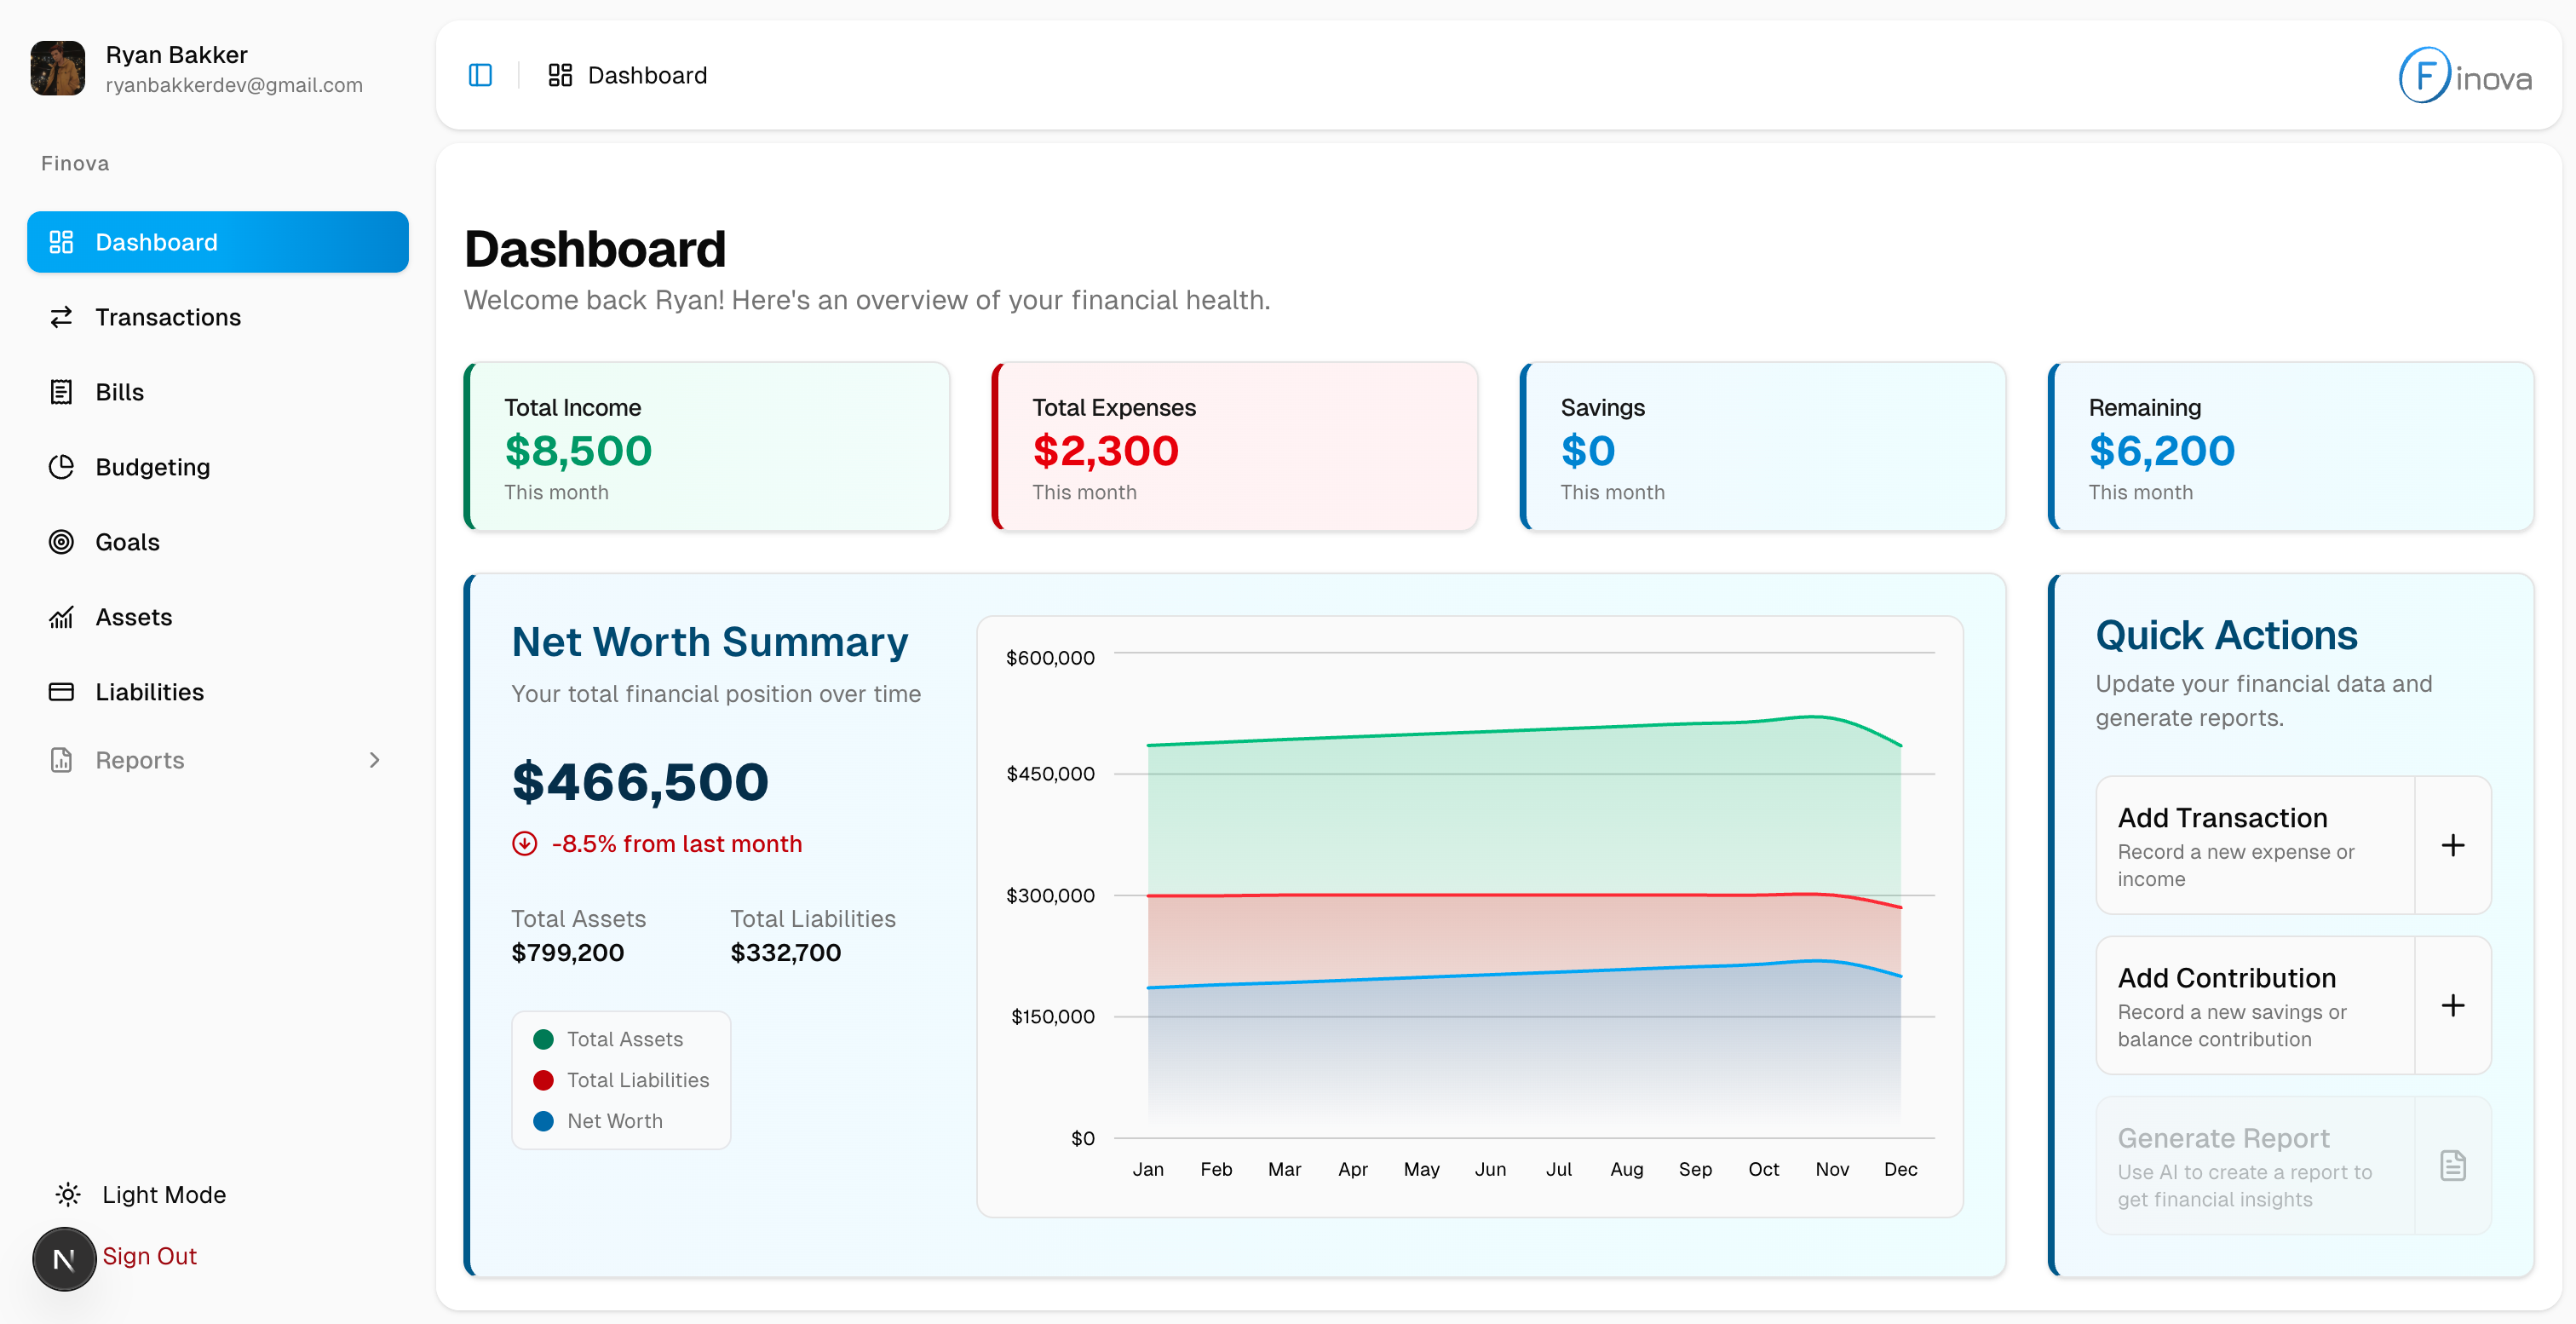 Ryan Bakker
ryanbakkerdev@gmail.com
Finova
Dashboard
Transactions
Bills
Budgeting
Goals
Assets
Liabilities
Reports
Light Mode
N
Sign Out
Dashboard
Finova
Dashboard
Welcome back Ryan! Here's an overview of your financial health.
Total Income
$8,500
This month
Total Expenses
$2,300
This month
Savings
$0
This month
Remaining
$6,200
This month
Net Worth Summary
Your total financial position over time
$466,500
-8.5% from last month
Total Assets
$799,200
Total Liabilities
$332,700
Total Assets
Total Liabilities
Net Worth
$600,000
$450,000
$300,000
$150,000
$0
Jan Feb Mar Apr May Jun Jul Aug Sep Oct Nov Dec
Quick Actions
Update your financial data and
generate reports.
Add Transaction
Record a new expense or
income
Add Contribution
Record a new savings or
balance contribution
Generate Report
Use AI to create a report to
get financial insights